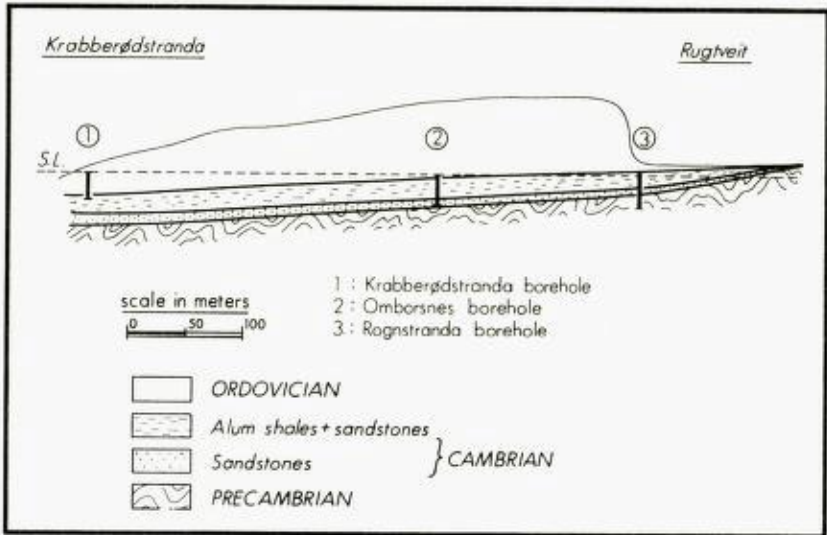 Krabberødstranda
Rugtveit
1
2
3
S.L.
scale in meters
0 50 100
1 : Krabberødstranda borehole
2 : Omborsnes borehole
3 : Rognstranda borehole
ORDOVICIAN
Alum shales + sandstones
Sandstones
} CAMBRIAN
PRECAMBRIAN